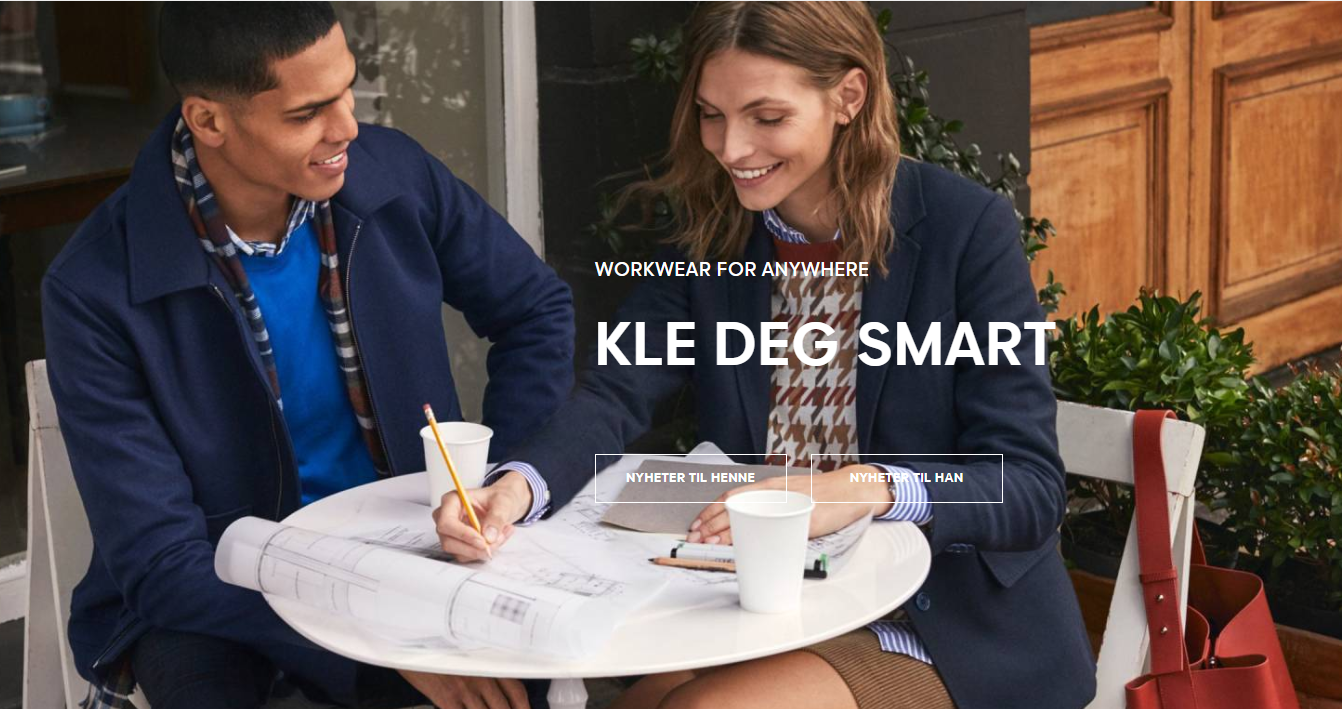 WORKWEAR FOR ANYWHERE
KLE DEG SMART
NYHETER TIL HENNE
NYHETER TIL HAN